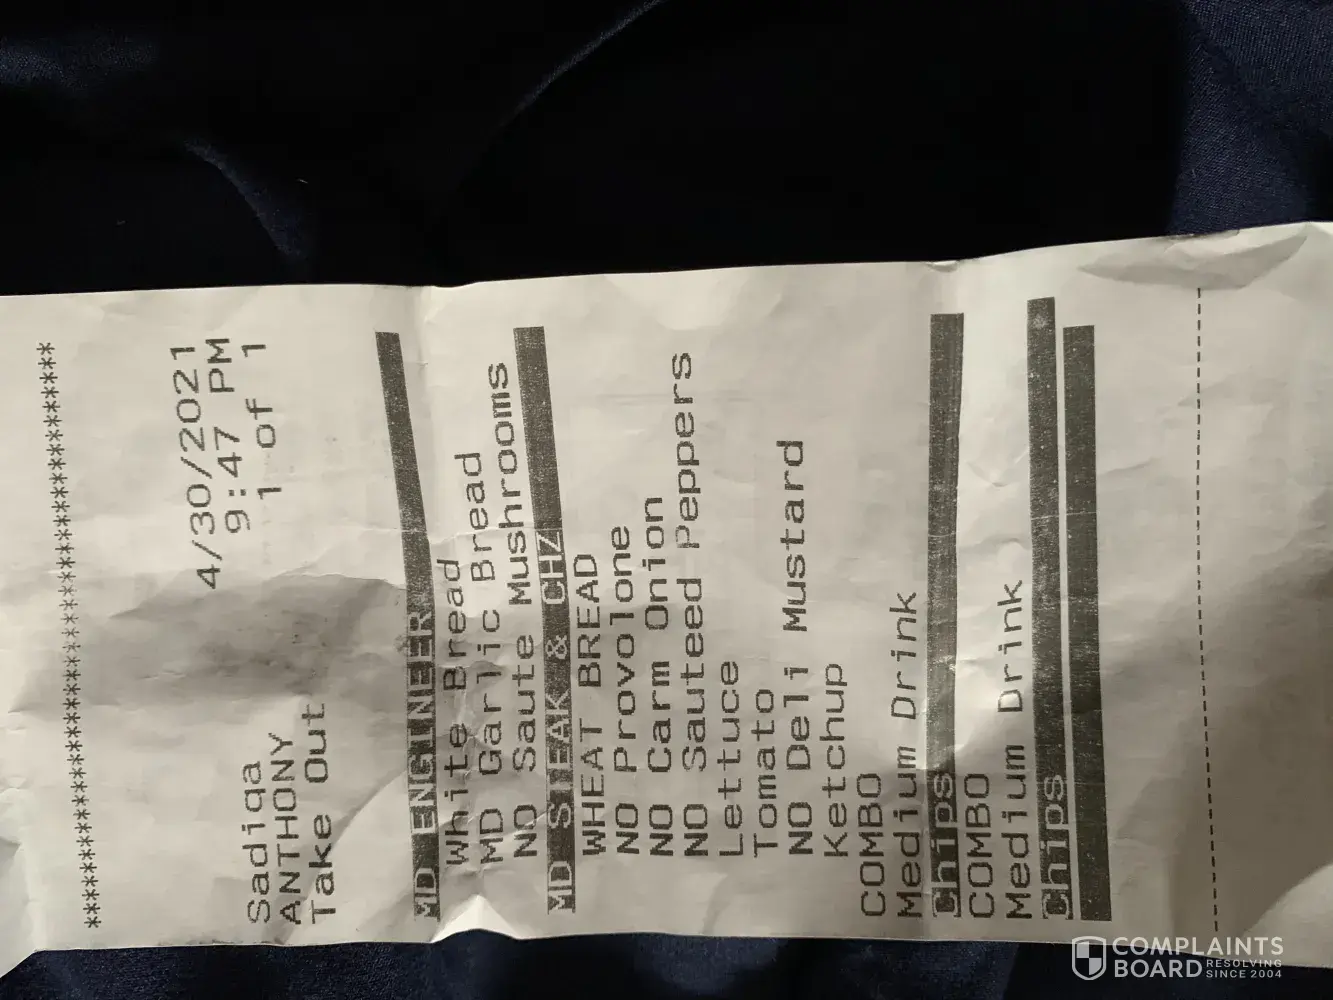 ****************************************
4/30/2021
Sadiqa 9:47 PM
ANTHONY 1 of 1
Take Out
MD ENGINEER
White Bread
MD Garlic Bread
NO Saute Mushrooms
MD STEAK & CHZ
WHEAT BREAD
NO Provolone
NO Carm Onion
NO Sauteed Peppers
Lettuce
Tomato
NO Deli Mustard
Ketchup
COMBO
Medium Drink
Chips
COMBO
Medium Drink
Chips
COMPLAINTS
BOARD RESOLVING
SINCE 2004